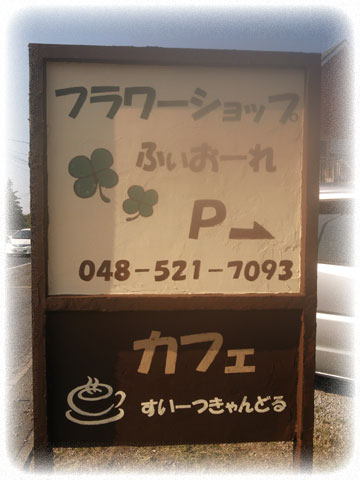 フラワーショップ
ふぃおーれ
P
048-521-7093
カフェ
すいーつきゃんどる